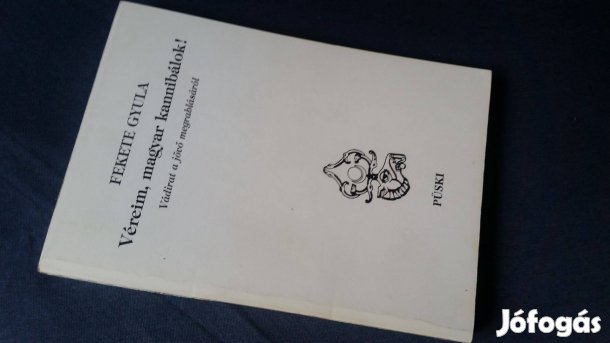 FEKETE GYULA
Véreim, magyar kannibálok!
Vádirat a jövő megrablásáról
PÜSKI
Jófogás